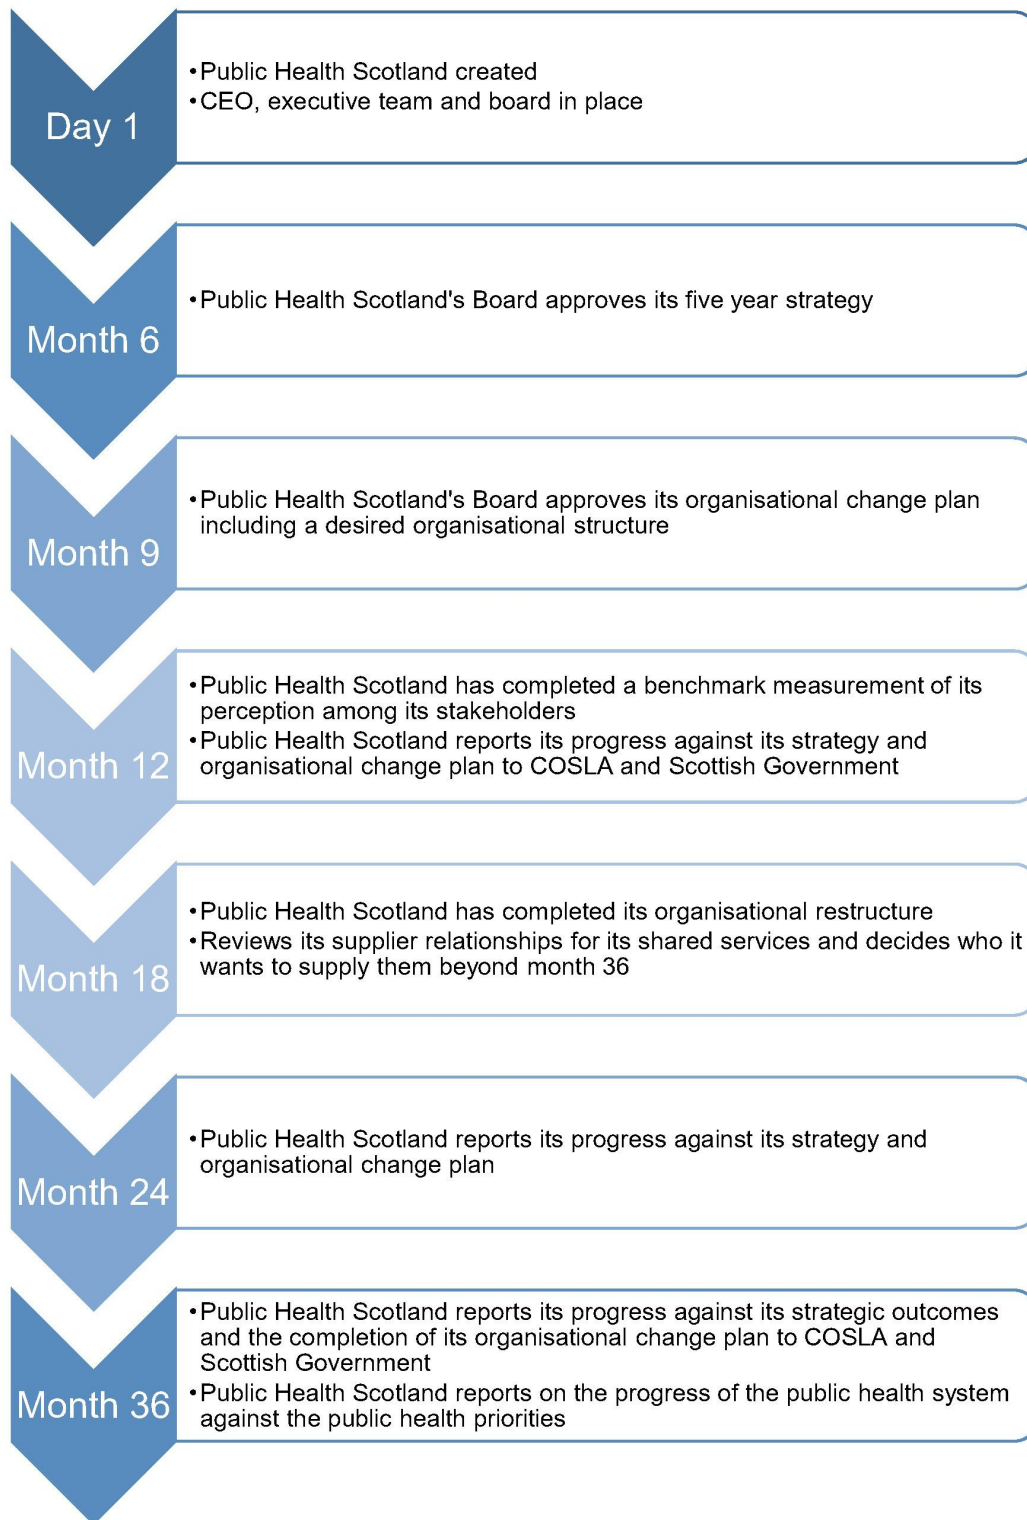 Day 1
•Public Health Scotland created
•CEO, executive team and board in place
Month 6
•Public Health Scotland's Board approves its five year strategy
Month 9
•Public Health Scotland's Board approves its organisational change plan
including a desired organisational structure
Month 12
•Public Health Scotland has completed a benchmark measurement of its
perception among its stakeholders
•Public Health Scotland reports its progress against its strategy and
organisational change plan to COSLA and Scottish Government
Month 18
•Public Health Scotland has completed its organisational restructure
•Reviews its supplier relationships for its shared services and decides who it
wants to supply them beyond month 36
Month 24
•Public Health Scotland reports its progress against its strategy and
organisational change plan
Month 36
•Public Health Scotland reports its progress against its strategic outcomes
and the completion of its organisational change plan to COSLA and
Scottish Government
•Public Health Scotland reports on the progress of the public health system
against the public health priorities